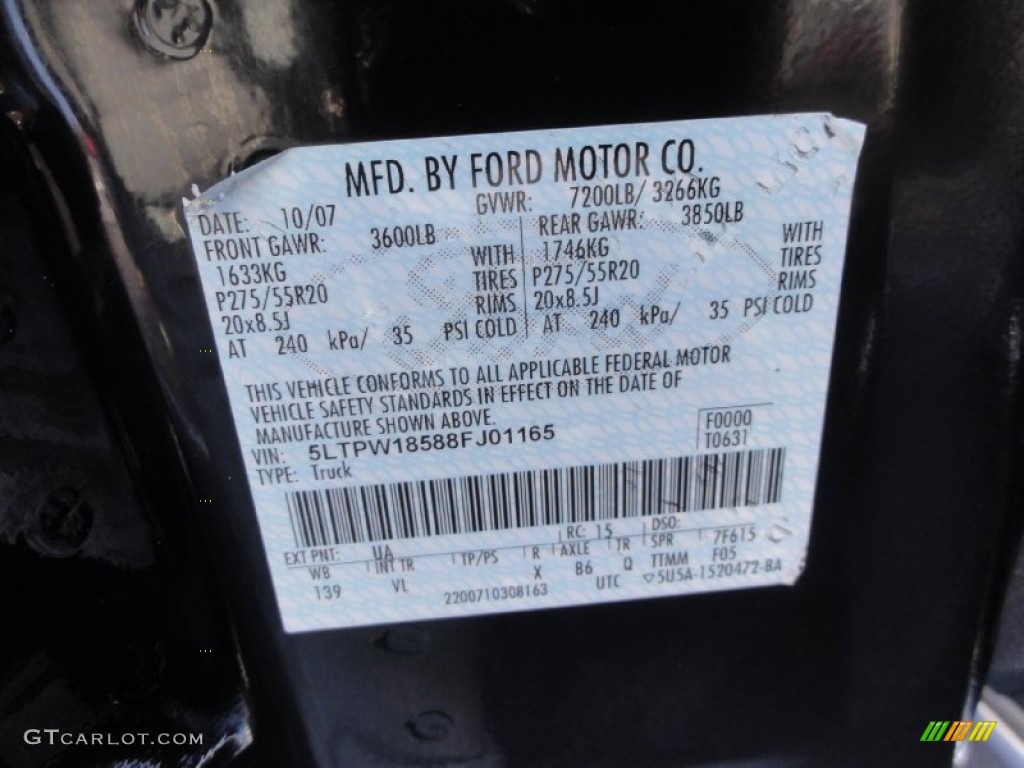 MFD. BY FORD MOTOR CO.
DATE: 10/07 GVWR: 7200LB/ 3266KG
FRONT GAWR: 3600LB REAR GAWR: 3850LB
1633KG WITH 1746KG WITH
P275/55R20 TIRES P275/55R20 TIRES
20x8.5J RIMS 20x8.5J RIMS
AT 240 kPa/ 35 PSI COLD AT 240 kPa/ 35 PSI COLD
THIS VEHICLE CONFORMS TO ALL APPLICABLE FEDERAL MOTOR
VEHICLE SAFETY STANDARDS IN EFFECT ON THE DATE OF
MANUFACTURE SHOWN ABOVE.
VIN: 5LTPW18588FJ01165 F0000
TYPE: Truck T0631
EXT PNT: UA RC: 15 DSO: 7F615
WB INT TR TP/PS R AXLE TR SPR F05
139 VL X B6 Q TTMM
2200710308163 UTC ▽5U5A-1520472-BA
GTCARLOT.COM